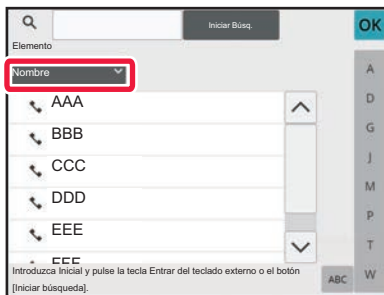 Iniciar Búsq.
OK
Elemento
Nombre
AAA
BBB
CCC
DDD
EEE
FFF
A
D
G
J
M
P
T
W
ABC
Introduzca Inicial y pulse la tecla Entrar del teclado externo o el botón
[Iniciar búsqueda].